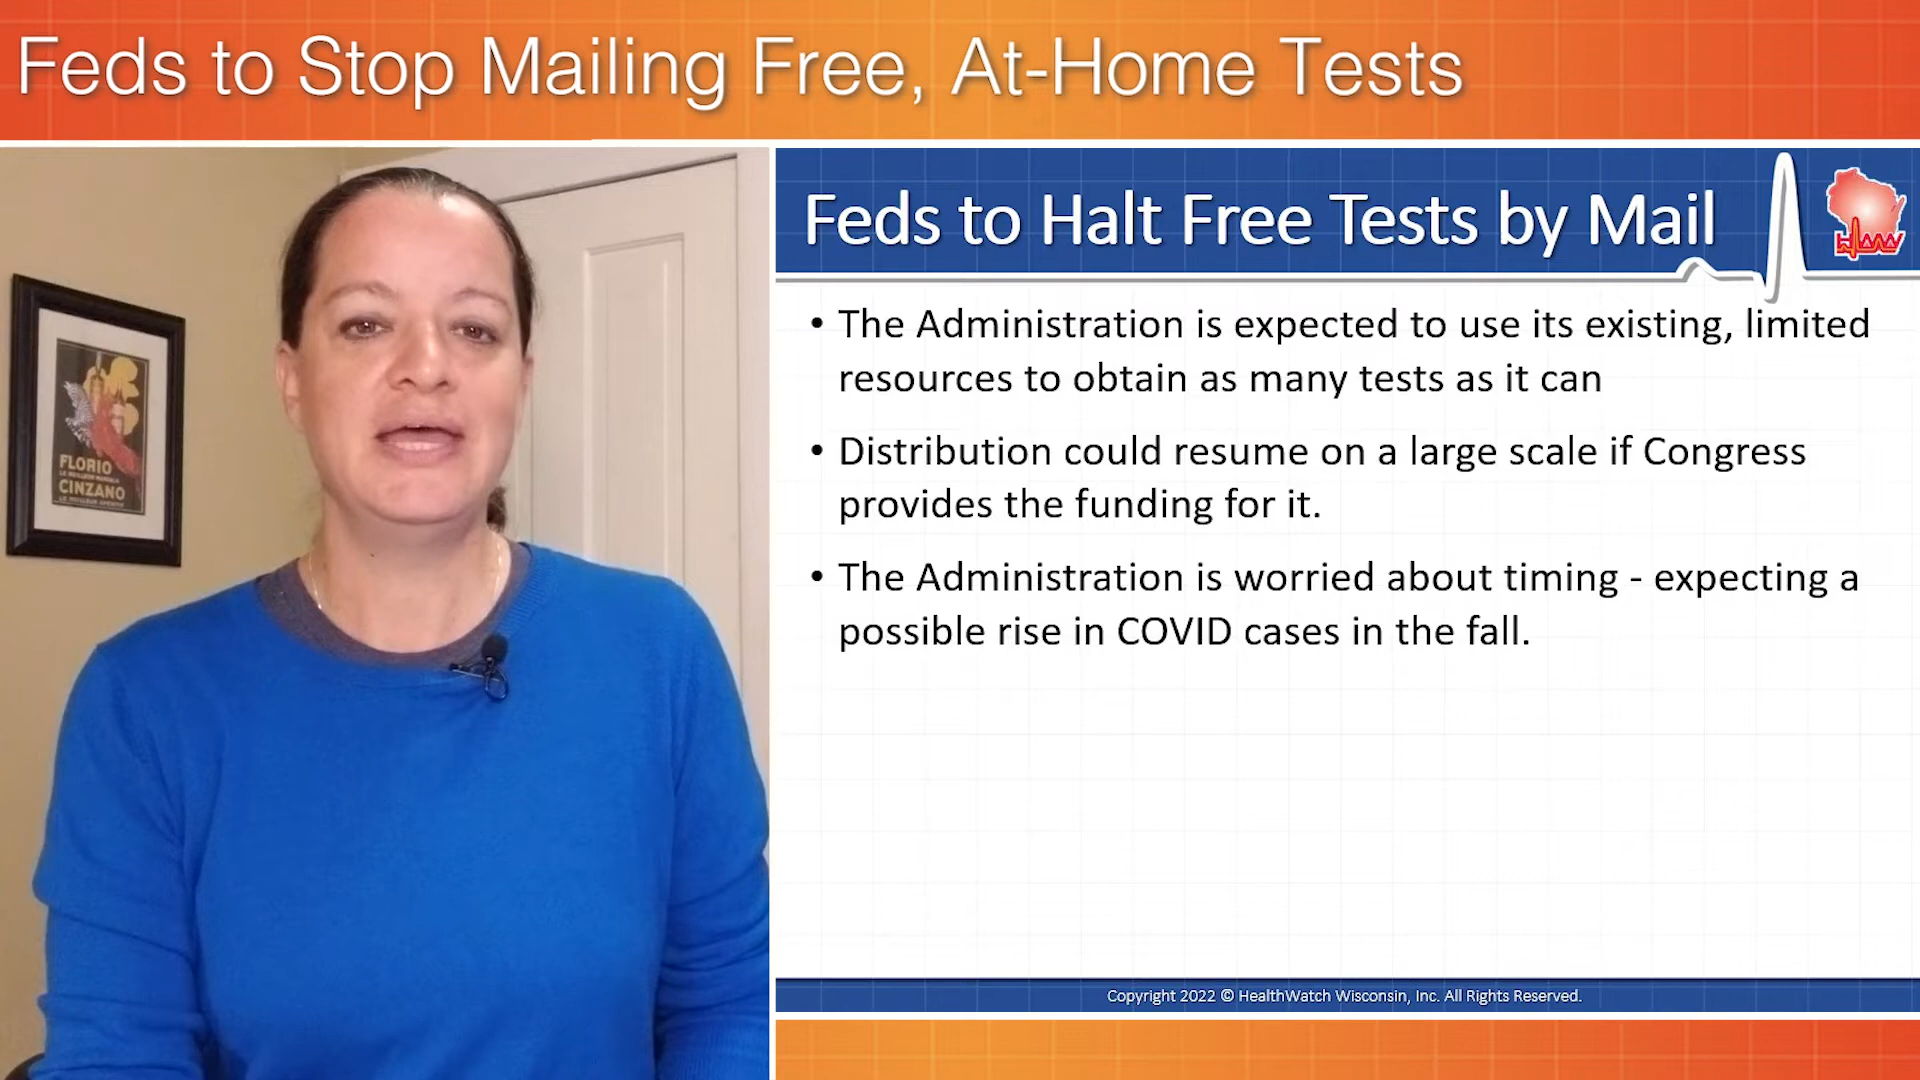 Feds to Stop Mailing Free, At-Home Tests
FLORIO
CINZANO
Feds to Halt Free Tests by Mail
• The Administration is expected to use its existing, limited
resources to obtain as many tests as it can
• Distribution could resume on a large scale if Congress
provides the funding for it.
• The Administration is worried about timing - expecting a
possible rise in COVID cases in the fall.
Copyright 2022 © HealthWatch Wisconsin, Inc. All Rights Reserved.